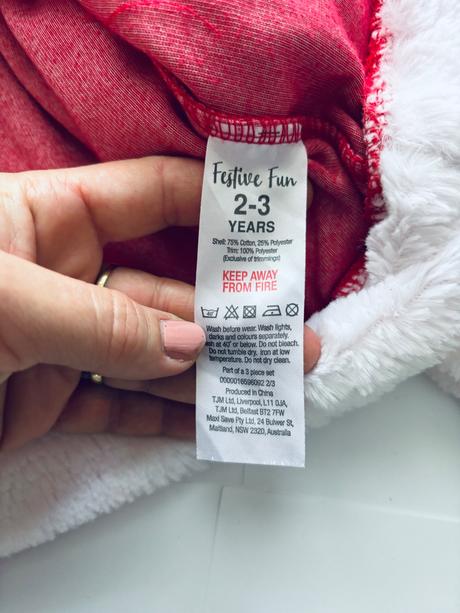 Festive Fun
2-3
YEARS
Shell: 75% Cotton, 25% Polyester
Trim: 100% Polyester
(Exclusive of trimmings)
KEEP AWAY
FROM FIRE
Wash before wear. Wash lights,
darks and colours separately.
at 40° or below. Do not bleach.
Do not tumble dry. Iron at low
temperature. Do not dry clean.
Part of a 3 piece set
0000016596092 2/3
Produced in China
TJM Ltd, Liverpool, L11 0JA,
TJM Ltd, Belfast BT2 7FW
Maxi Save Pty Ltd, 24 Bulwer St,
Maitland, NSW 2320, Australia